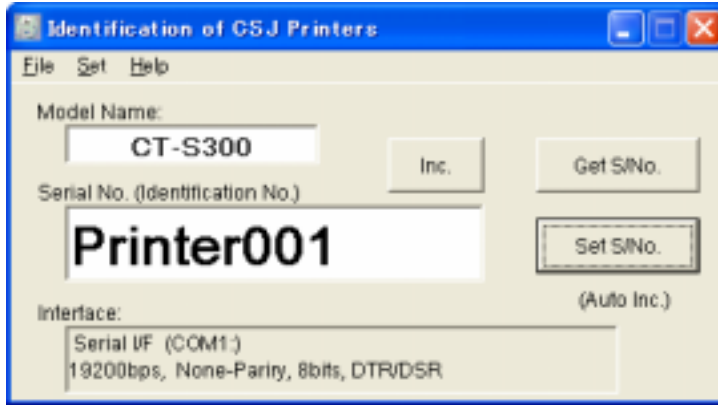 Identification of CSJ Printers
File Set Help
Model Name:
CT-S300
Inc.
Get S/No.
Serial No. (Identification No.)
Printer001
Set S/No.
(Auto Inc.)
Interface:
Serial I/F (COM1:)
19200bps, None-Pariry, 8bits, DTR/DSR